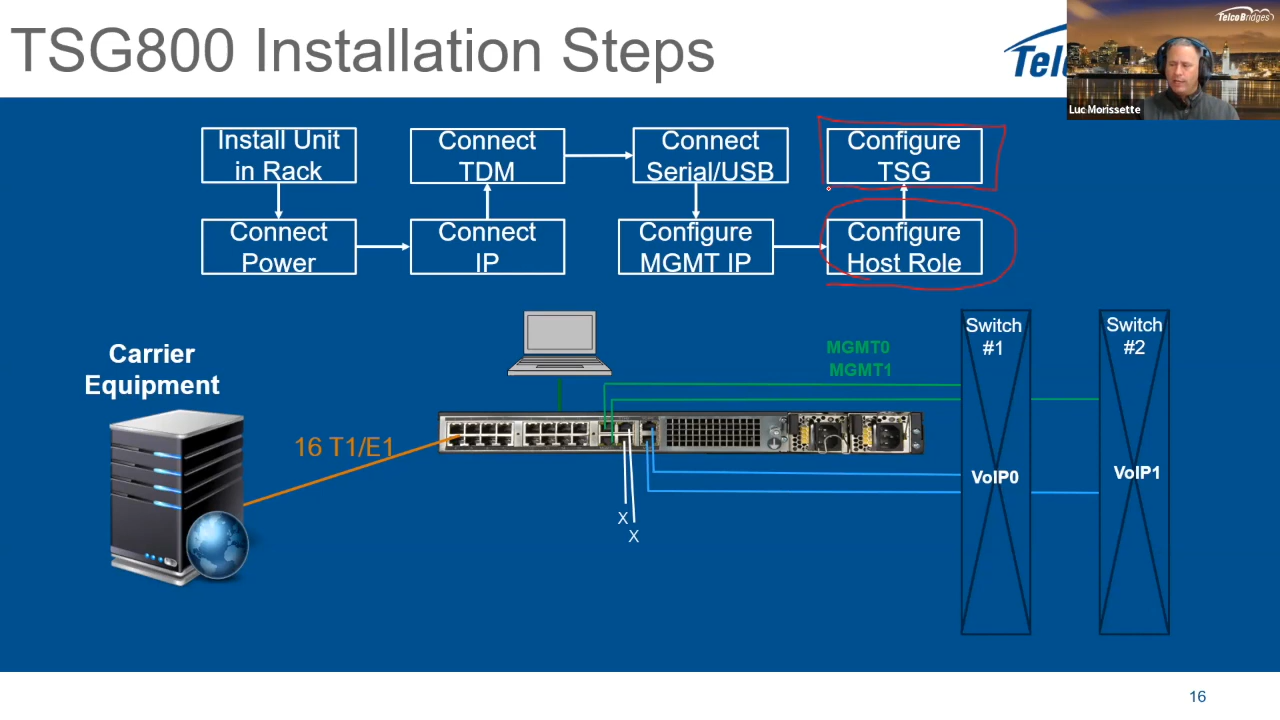 TSG800 Installation Steps
TelcoBridges
Luc Morissette
Install Unit
in Rack
Connect
TDM
Connect
Serial/USB
Configure
TSG
Connect
Power
Connect
IP
Configure
MGMT IP
Configure
Host Role
Carrier
Equipment
16 T1/E1
MGMT0
MGMT1
Switch
#1
Switch
#2
VoIP0
VoIP1
X
X
16